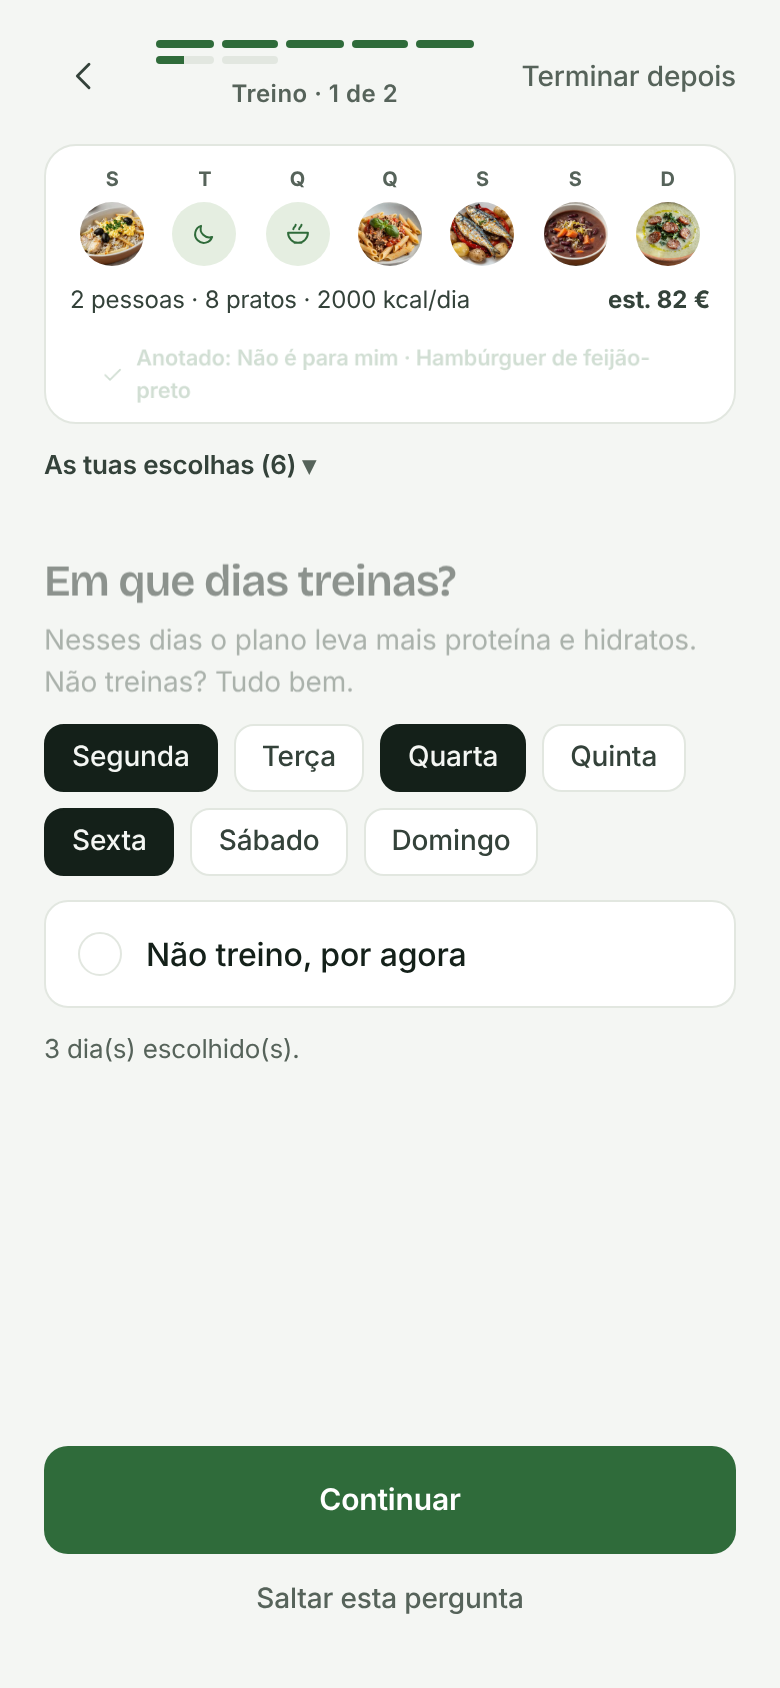 Treino · 1 de 2
Terminar depois
S T Q Q S S D
2 pessoas · 8 pratos · 2000 kcal/dia est. 82 €
Anotado: Não é para mim · Hambúrguer de feijão-
preto
As tuas escolhas (6) ▾
Em que dias treinas?
Nesses dias o plano leva mais proteína e hidratos.
Não treinas? Tudo bem.
Segunda Terça Quarta Quinta
Sexta Sábado Domingo
Não treino, por agora
3 dia(s) escolhido(s).
Continuar
Saltar esta pergunta